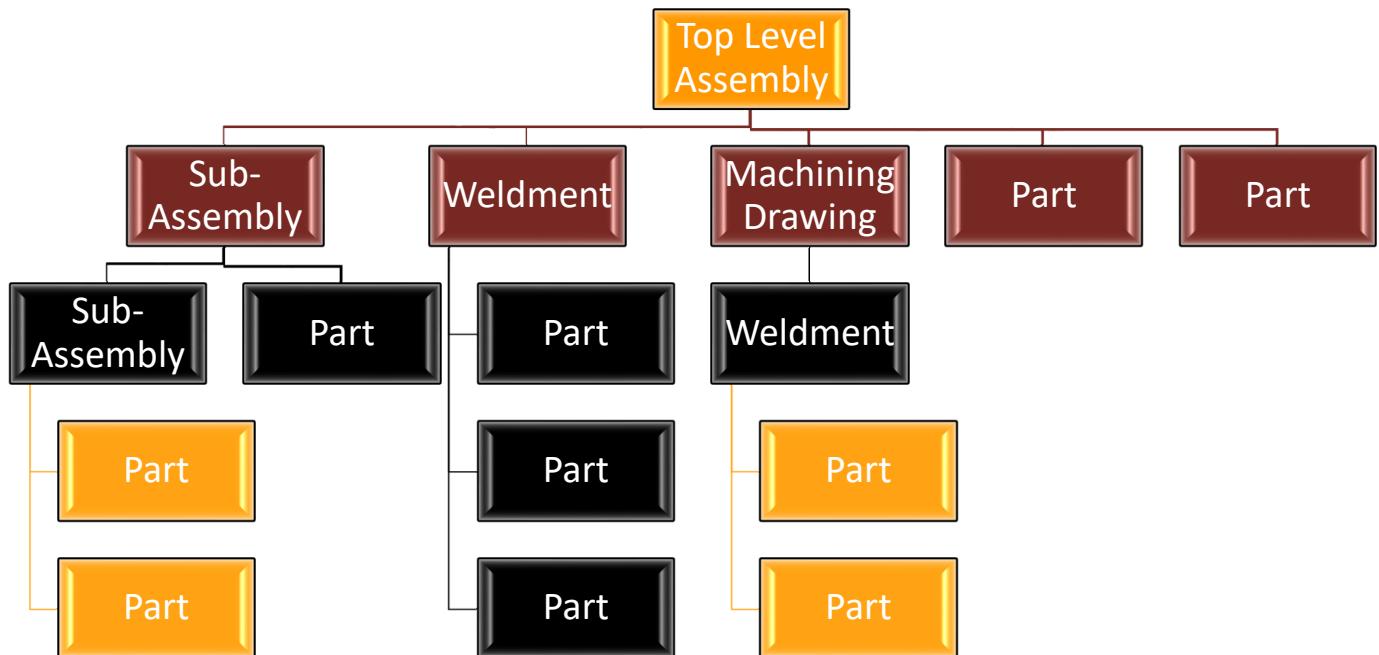 Top Level
Assembly
Sub-
Assembly
Weldment
Machining
Drawing
Part
Part
Sub-
Assembly
Part
Part
Weldment
Part
Part
Part
Part
Part
Part